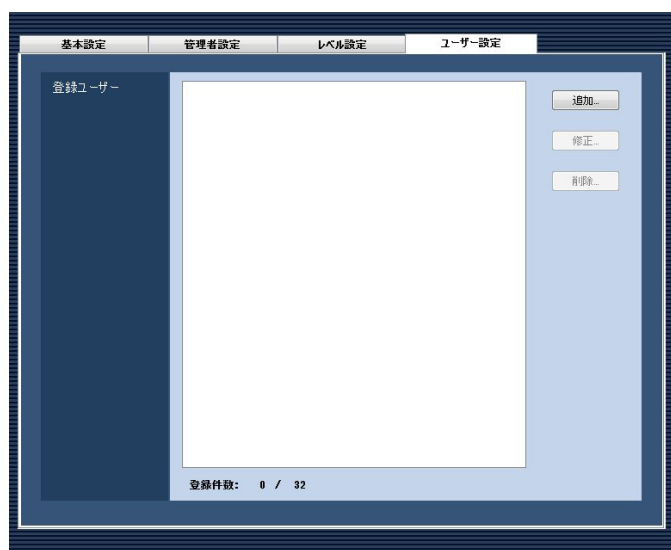 基本設定 管理者設定 レベル設定 ユーザー設定
登録ユーザー
追加...
修正...
削除...
登録件数: 0 / 32